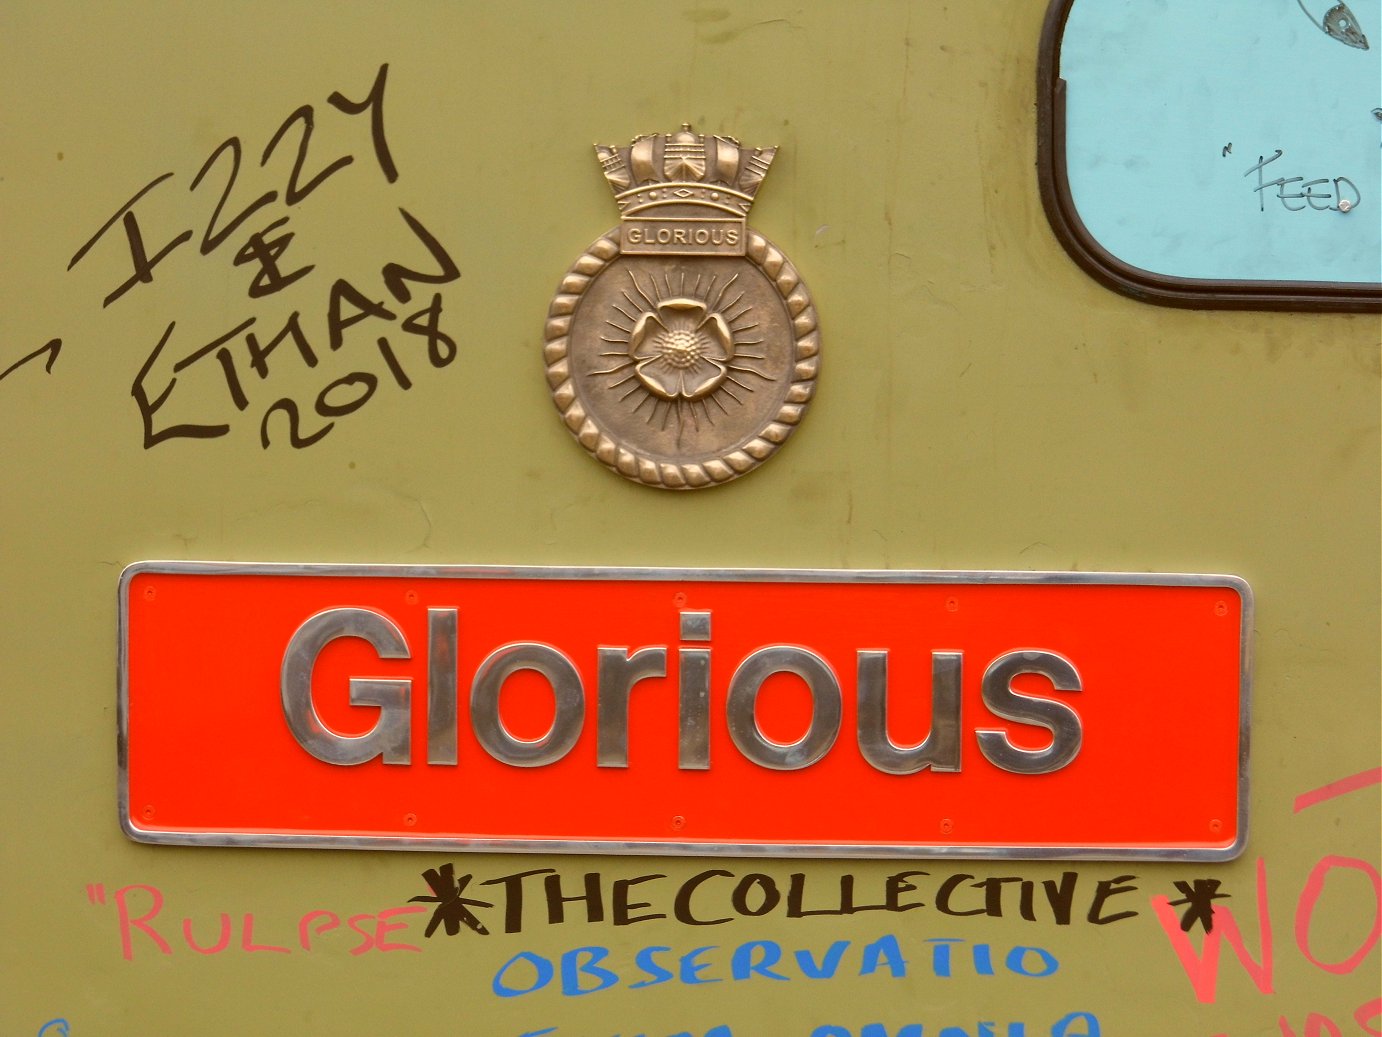 IZZY
&
ETHAN
2018
GLORIOUS
"FEED
Glorious
"RULPSE
*THECOLLECTIVE*
OBSERVATIO
WO